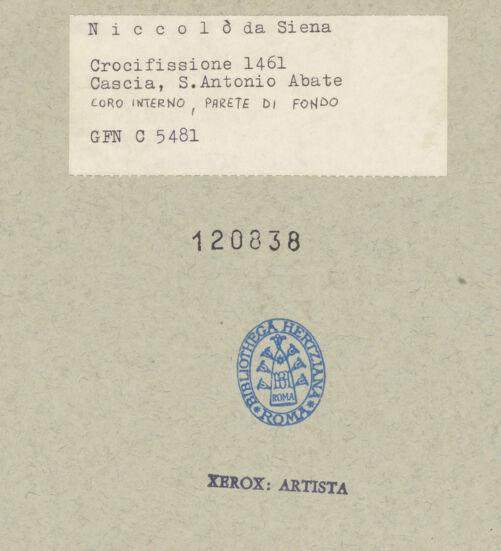 Niccolò da Siena
Crocifissione 1461
Cascia, S.Antonio Abate
CORO INTERNO, PARETE DI FONDO
GFN C 5481
120838
BIBLIOTHECA HERTZIANA
ROMA
ROMA
XEROX: ARTISTA